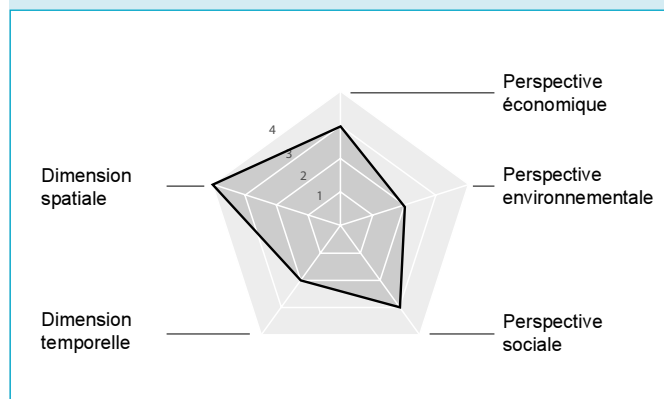 Perspective
économique
4
3
Dimension
spatiale
2
Perspective
environnementale
1
Dimension
temporelle
Perspective
sociale